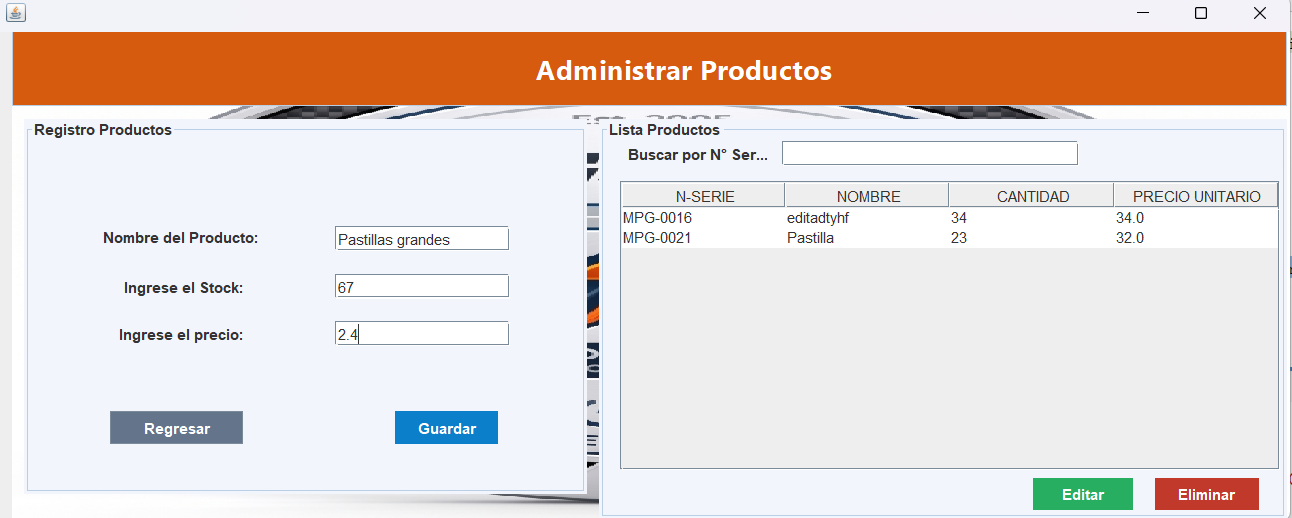 Administrar Productos
Registro Productos
Nombre del Producto: Pastillas grandes
Ingrese el Stock: 67
Ingrese el precio: 2.4
Regresar Guardar
Lista Productos
Buscar por N° Ser...
N-SERIE NOMBRE CANTIDAD PRECIO UNITARIO
MPG-0016 editadtyhf 34 34.0
MPG-0021 Pastilla 23 32.0
Editar Eliminar